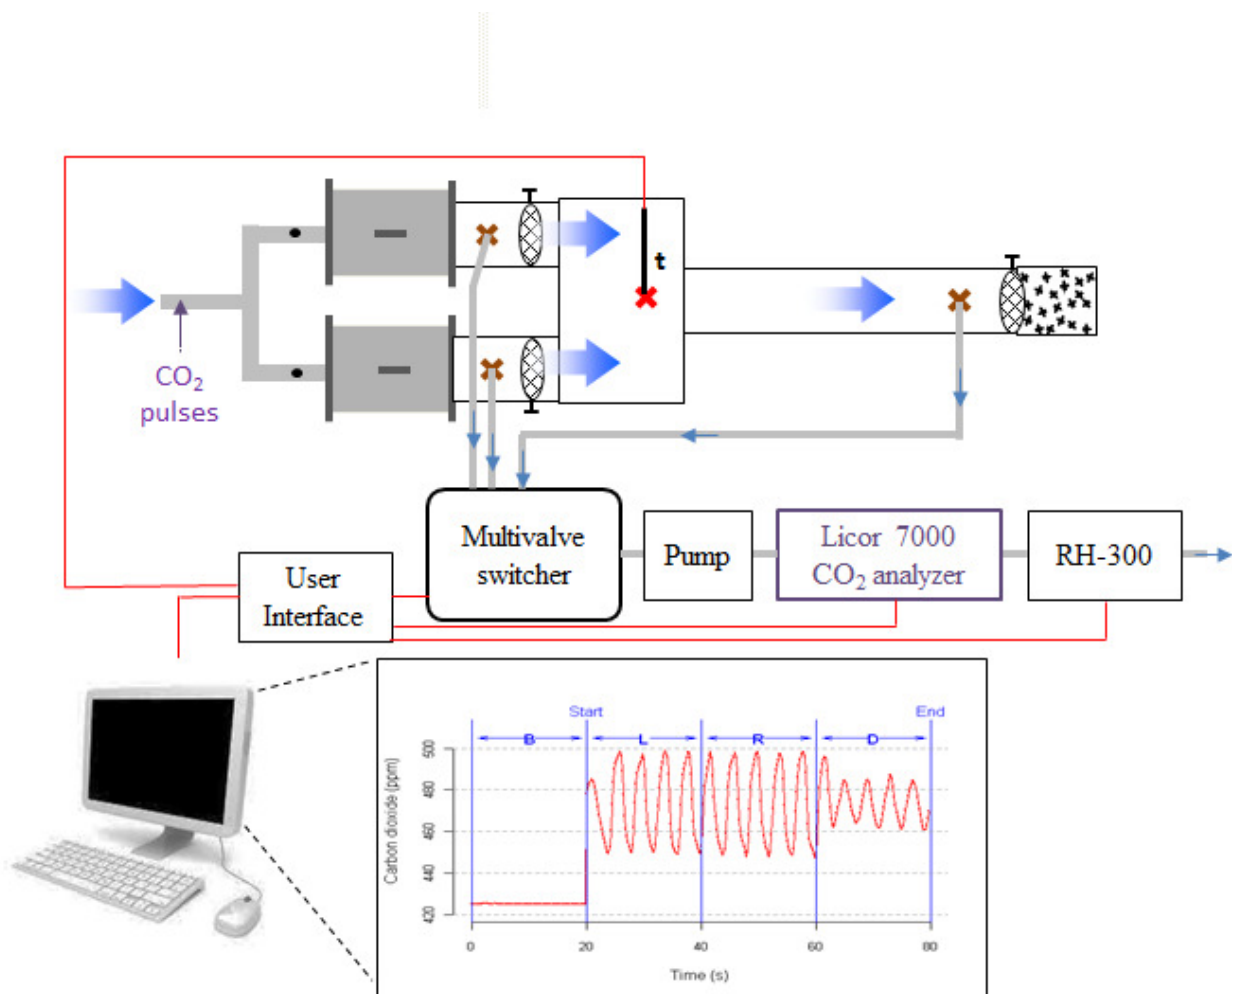 t
CO₂
pulses
Multivalve
switcher
Pump
Licor 7000
CO₂ analyzer
RH-300
User
Interface
Start
End
B
L
R
D
Carbon dioxide (ppm)
500
480
460
440
420
0
20
40
60
80
Time (s)